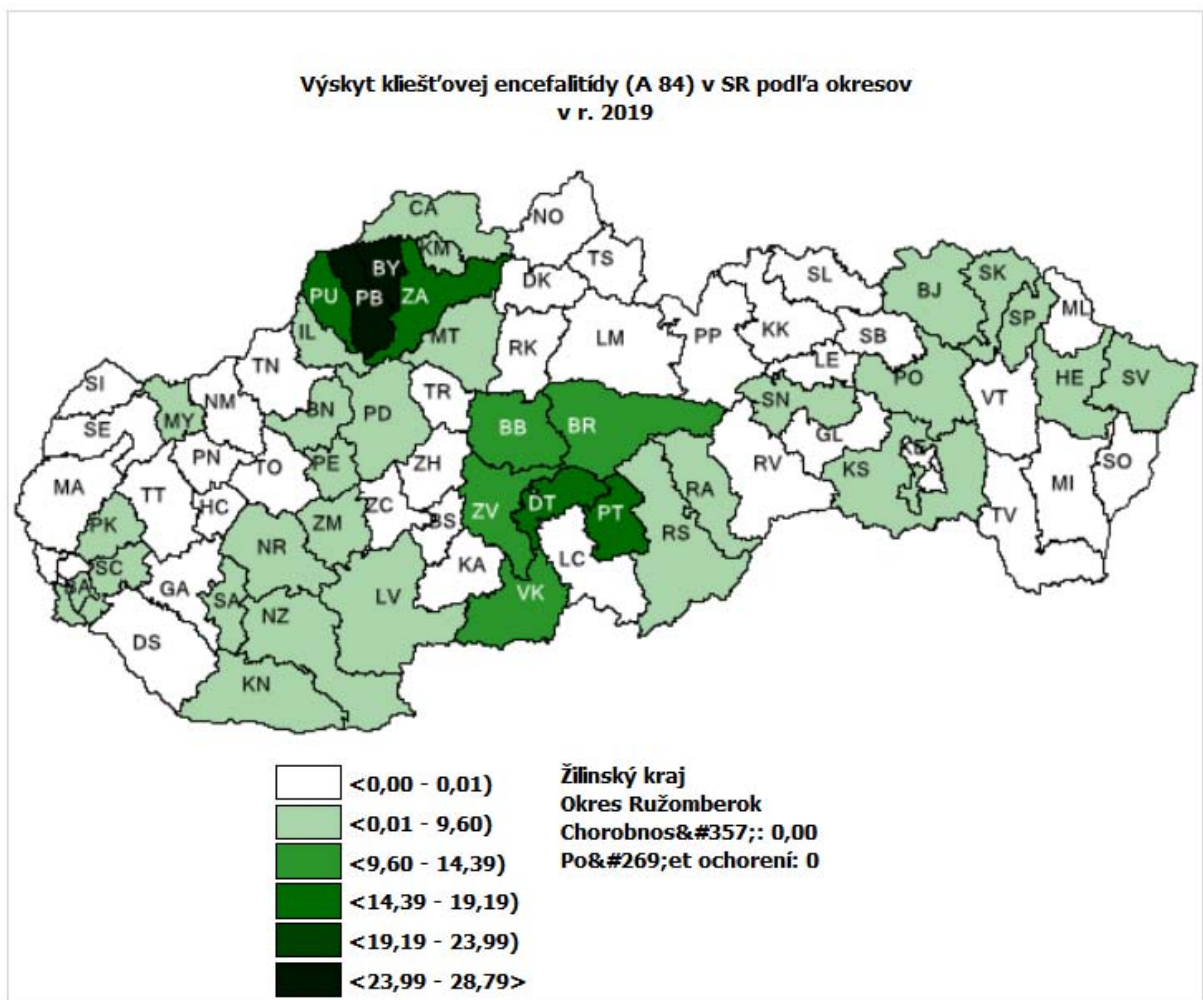 Výskyt kliešťovej encefalitídy (A 84) v SR podľa okresov
v r. 2019
CA
NO
KM
BY
TS
DK
SL
SK
PU
PB
ZA
BJ
ML
SP
IL
MT
RK
LM
PP
KK
SB
TN
LE
PO
HE
SV
SI
TR
VT
NM
BN
PD
SN
MY
SE
BB
BR
GL
KE
PN
TO
PE
ZH
RV
KS
SO
MA
TT
RA
MI
HC
ZM
ZC
BS
ZV
DT
PT
PK
RS
TV
NR
KA
LC
SC
GA
BA
SA
NZ
LV
VK
DS
KN
<0,00 - 0,01)
<0,01 - 9,60)
<9,60 - 14,39)
<14,39 - 19,19)
<19,19 - 23,99)
<23,99 - 28,79>
Žilinský kraj
Okres Ružomberok
Chorobnos&#357;: 0,00
Po&#269;et ochorení: 0